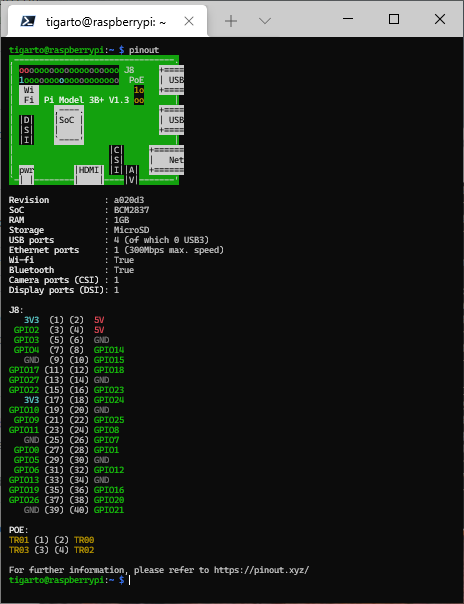 tigarto@raspberrypi: ~
tigarto@raspberrypi:~ $ pinout
,--------------------------------.
| oooooooooooooooooooo J8     +====
| 1ooooooooooooooooooo  PoE   | USB
|  Wi                   1o    +====
|  Fi  Pi Model 3B+ V1.3 oo      |
|        ,----.               +====
| |D|    |SoC |               | USB
| |S|    |    |               +====
| |I|    '----'                  |
|                   |C|     +======
|                   |S|     |   Net
| pwr        |HDMI| |I||A|  +======
`-| |--------|    |----|V|-------'
Revision           : a020d3
SoC                : BCM2837
RAM                : 1GB
Storage            : MicroSD
USB ports          : 4 (of which 0 USB3)
Ethernet ports     : 1 (300Mbps max. speed)
Wi-fi              : True
Bluetooth          : True
Camera ports (CSI) : 1
Display ports (DSI): 1
J8:
   3V3  (1) (2)  5V
 GPIO2  (3) (4)  5V
 GPIO3  (5) (6)  GND
 GPIO4  (7) (8)  GPIO14
   GND  (9) (10) GPIO15
GPIO17 (11) (12) GPIO18
GPIO27 (13) (14) GND
GPIO22 (15) (16) GPIO23
   3V3 (17) (18) GPIO24
GPIO10 (19) (20) GND
 GPIO9 (21) (22) GPIO25
GPIO11 (23) (24) GPIO8
   GND (25) (26) GPIO7
 GPIO0 (27) (28) GPIO1
 GPIO5 (29) (30) GND
 GPIO6 (31) (32) GPIO12
GPIO13 (33) (34) GND
GPIO19 (35) (36) GPIO16
GPIO26 (37) (38) GPIO20
   GND (39) (40) GPIO21
POE:
TR01 (1) (2) TR00
TR03 (3) (4) TR02
For further information, please refer to https://pinout.xyz/
tigarto@raspberrypi:~ $